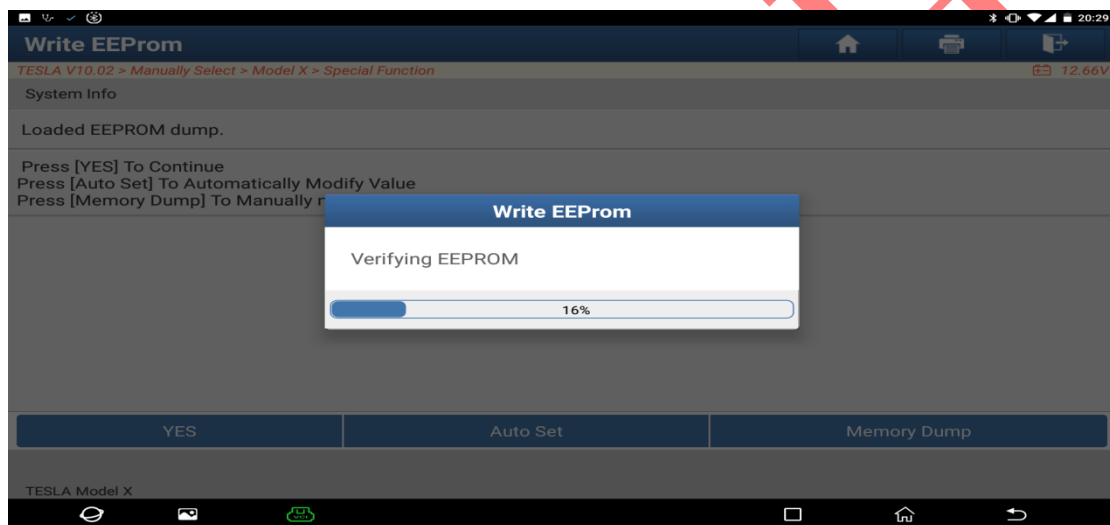 20:29
Write EEProm
TESLA V10.02 > Manually Select > Model X > Special Function
12.66V
System Info
Loaded EEPROM dump.
Press [YES] To Continue
Press [Auto Set] To Automatically Modify Value
Press [Memory Dump] To Manually
Write EEProm
Verifying EEPROM
16%
YES
Auto Set
Memory Dump
TESLA Model X
VCI